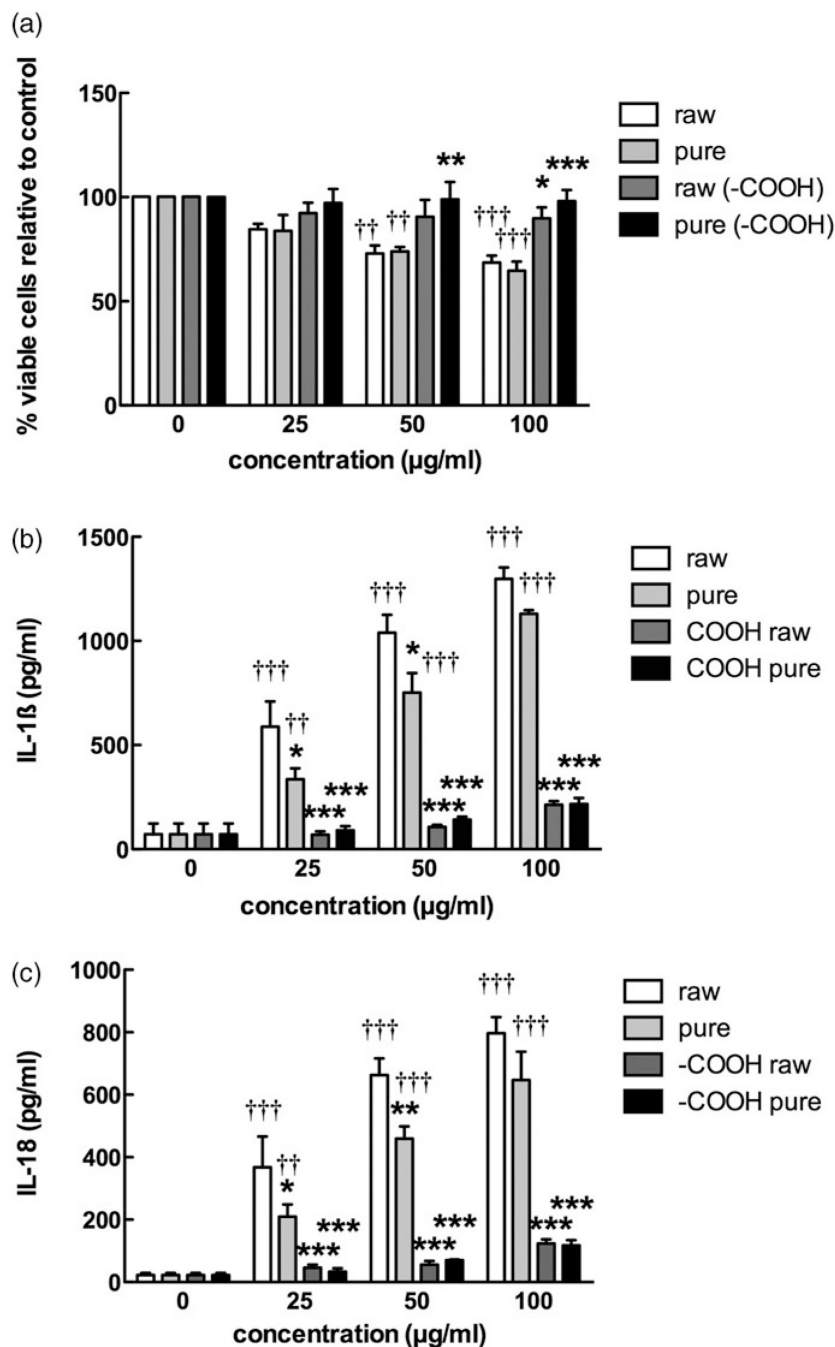 (a)
% viable cells relative to control
150
100
50
0
** ***
*
†† †† ††† †††
raw
pure
raw (-COOH)
pure (-COOH)
0 25 50 100
concentration (µg/ml)
(b)
IL-1ß (pg/ml)
1500
1000
500
0
††† †††
†††
* †††
†††
††
*
*** ***
*** ***
*** ***
raw
pure
COOH raw
COOH pure
0 25 50 100
concentration (µg/ml)
(c)
IL-18 (pg/ml)
1000
800
600
400
200
0
††† †††
††† †††
**
†††
††
*
*** ***
*** ***
*** ***
raw
pure
-COOH raw
-COOH pure
0 25 50 100
concentration (µg/ml)